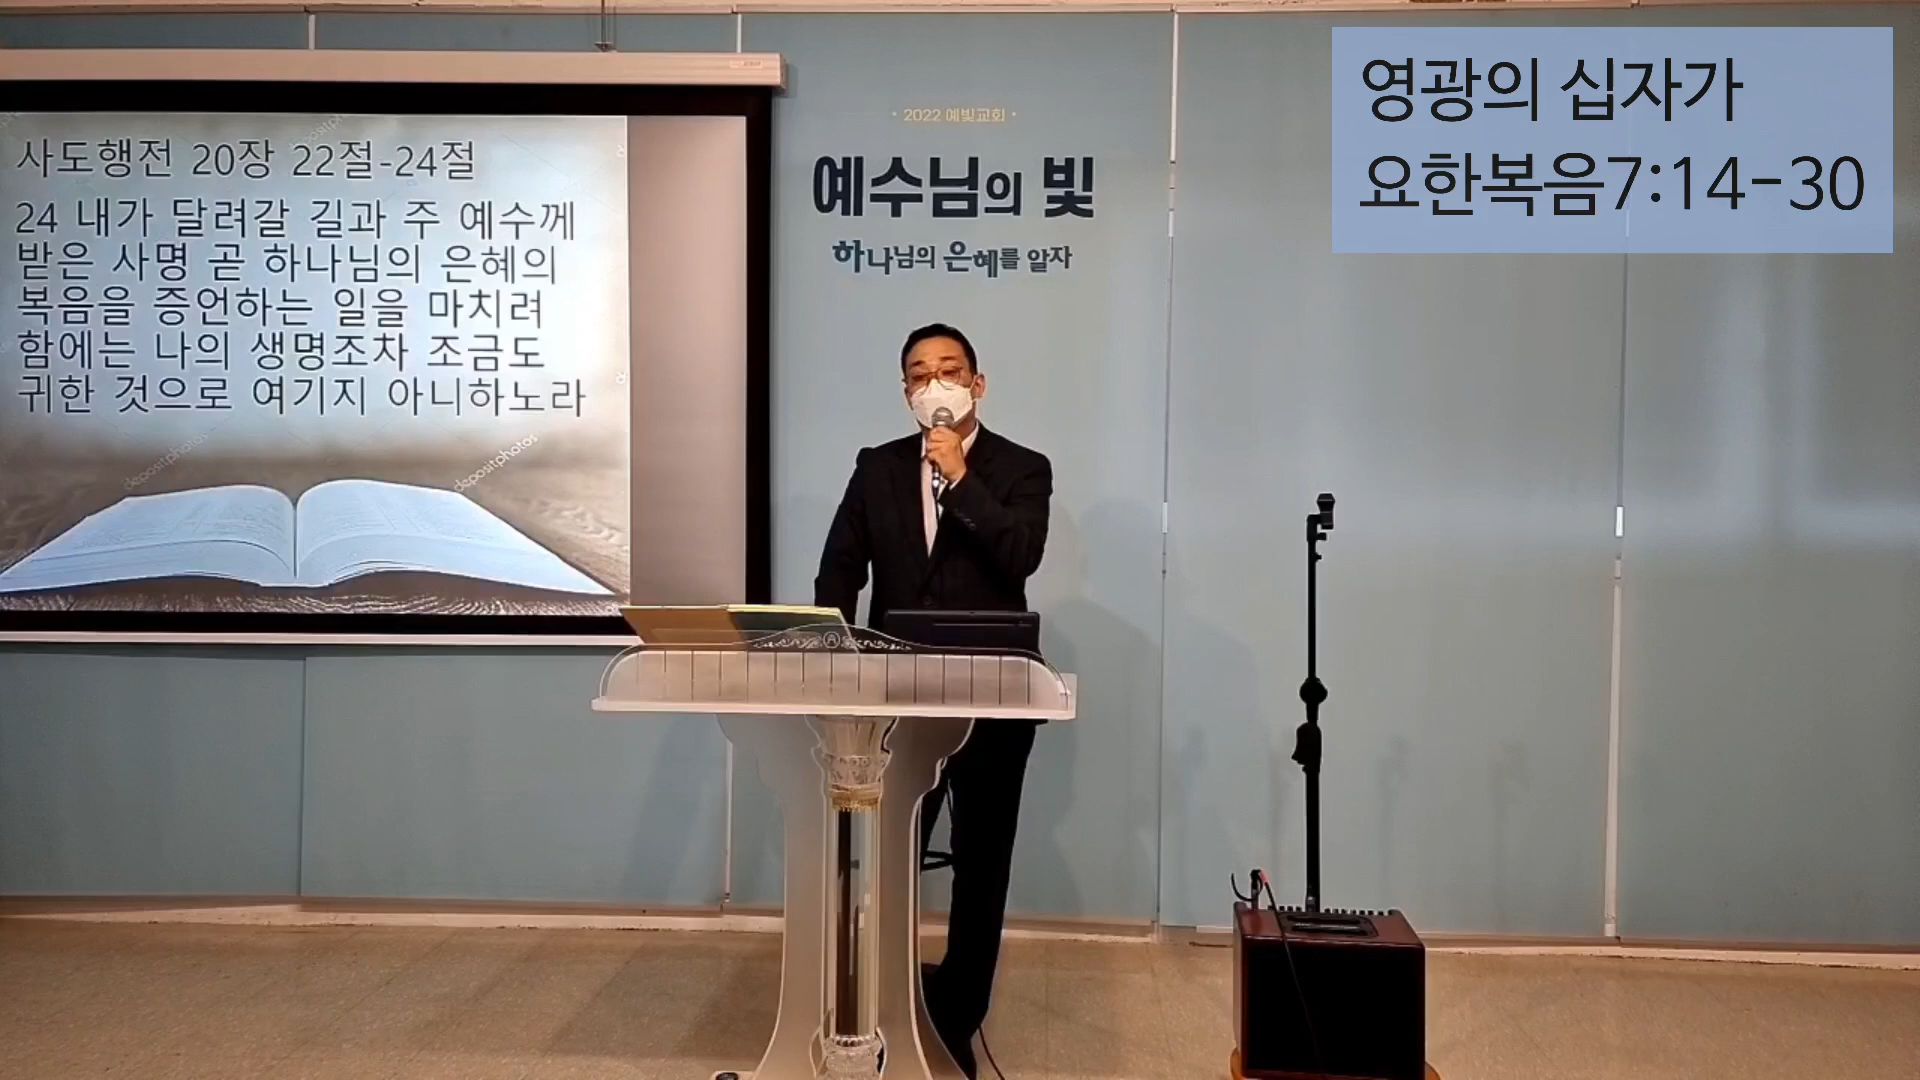 사도행전 20장 22절-24절
24 내가 달려갈 길과 주 예수께
받은 사명 곧 하나님의 은혜의
복음을 증언하는 일을 마치려
함에는 나의 생명조차 조금도
귀한 것으로 여기지 아니하노라
depositphotos
depositphotos
• 2022 예빛교회 •
예수님의 빛
하나님의 은혜를 알자
영광의 십자가
요한복음7:14-30